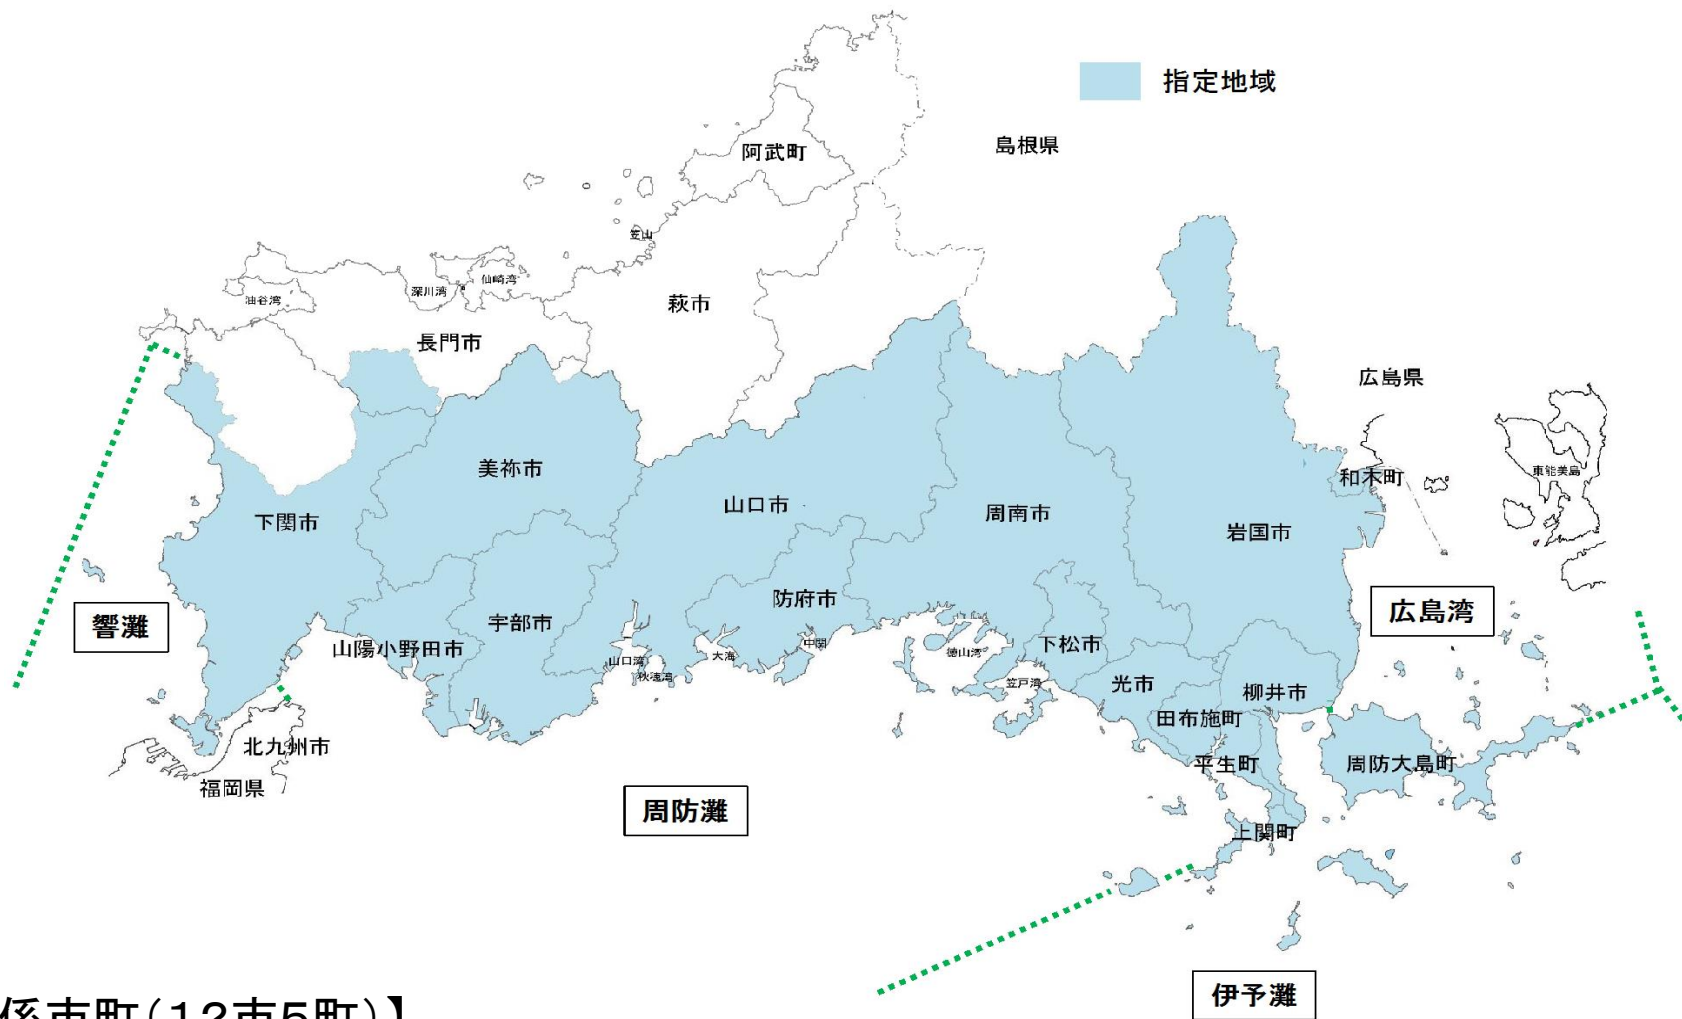 指定地域
阿武町
島根県
笠山
油谷湾
深川湾
仙崎湾
萩市
長門市
広島県
美祢市
和木町
東能美島
下関市
山口市
周南市
岩国市
響灘
防府市
広島湾
宇部市
山陽小野田市
下松市
中関
大海
山口湾
秋穂湾
徳山湾
笠戸湾
光市
柳井市
田布施町
北九州市
平生町
周防大島町
福岡県
周防灘
上関町
伊予灘
係市町(12市5町)】